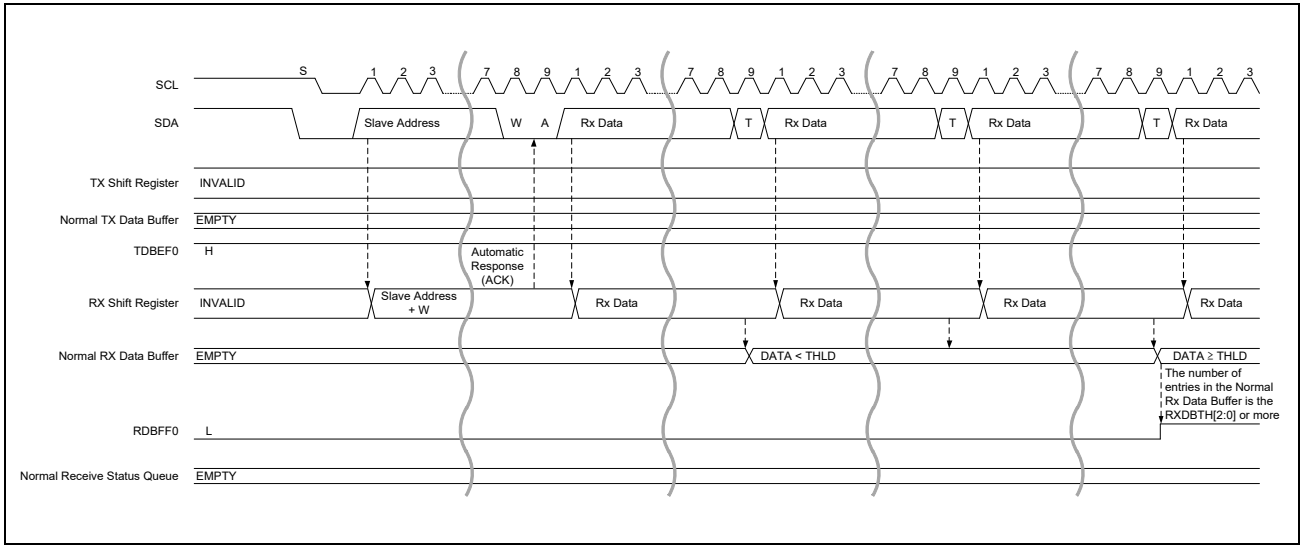 S 1 2 3 7 8 9 1 2 3 7 8 9 1 2 3 7 8 9 1 2 3 7 8 9 1 2 3
SCL
SDA Slave Address W A Rx Data T Rx Data T Rx Data T Rx Data
TX Shift Register INVALID
Normal TX Data Buffer EMPTY
TDBEF0 H
Automatic
Response
(ACK)
RX Shift Register INVALID Slave Address
+ W
Rx Data Rx Data Rx Data Rx Data
Normal RX Data Buffer EMPTY DATA < THLD DATA ≥ THLD
The number of
entries in the Normal
Rx Data Buffer is the
RXDBTH[2:0] or more
RDBFF0 L
Normal Receive Status Queue EMPTY